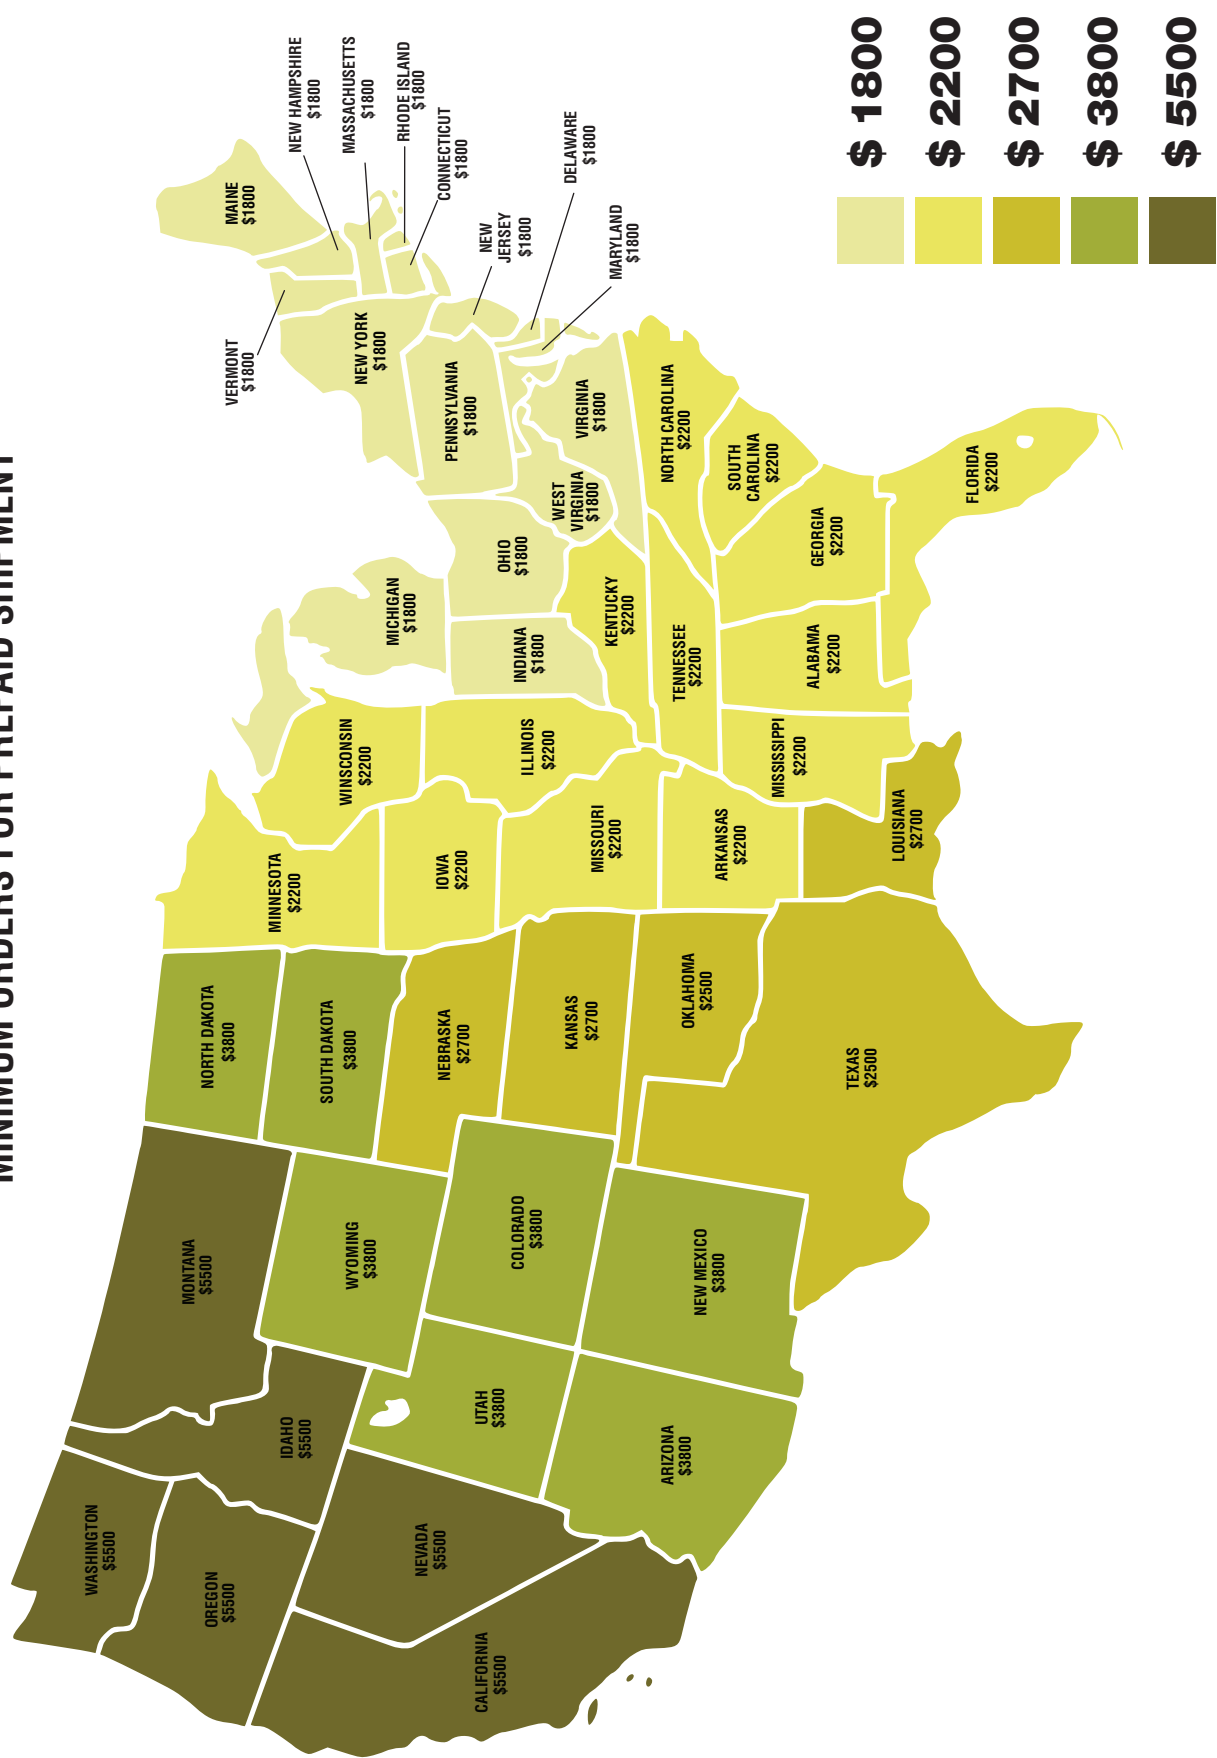 MINIMUM ORDERS FOR PREPAID SHIPMENT
WASHINGTON
$5500
OREGON
$5500
CALIFORNIA
$5500
NEVADA
$5500
IDAHO
$5500
MONTANA
$5500
WYOMING
$3800
UTAH
$3800
COLORADO
$3800
ARIZONA
$3800
NEW MEXICO
$3800
NORTH DAKOTA
$3800
SOUTH DAKOTA
$3800
NEBRASKA
$2700
KANSAS
$2700
OKLAHOMA
$2500
TEXAS
$2500
MINNESOTA
$2200
IOWA
$2200
MISSOURI
$2200
ARKANSAS
$2200
LOUISIANA
$2700
WINSCONSIN
$2200
ILLINOIS
$2200
MISSISSIPPI
$2200
MICHIGAN
$1800
INDIANA
$1800
KENTUCKY
$2200
TENNESSEE
$2200
ALABAMA
$2200
OHIO
$1800
WEST
VIRGINIA
$1800
GEORGIA
$2200
FLORIDA
$2200
SOUTH
CAROLINA
$2200
NORTH CAROLINA
$2200
VIRGINIA
$1800
PENNSYLVANIA
$1800
NEW YORK
$1800
VERMONT
$1800
MAINE
$1800
NEW HAMPSHIRE
$1800
MASSACHUSETTS
$1800
RHODE ISLAND
$1800
CONNECTICUT
$1800
NEW
JERSEY
$1800
DELAWARE
$1800
MARYLAND
$1800
$ 1800
$ 2200
$ 2700
$ 3800
$ 5500